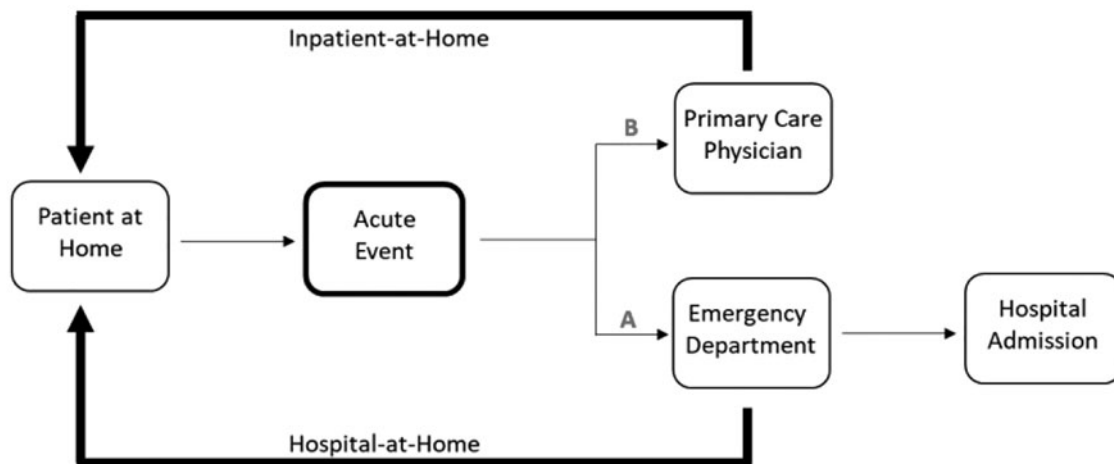 Inpatient-at-Home
Primary Care
Physician
B
Patient at
Home
Acute
Event
A
Emergency
Department
Hospital
Admission
Hospital-at-Home